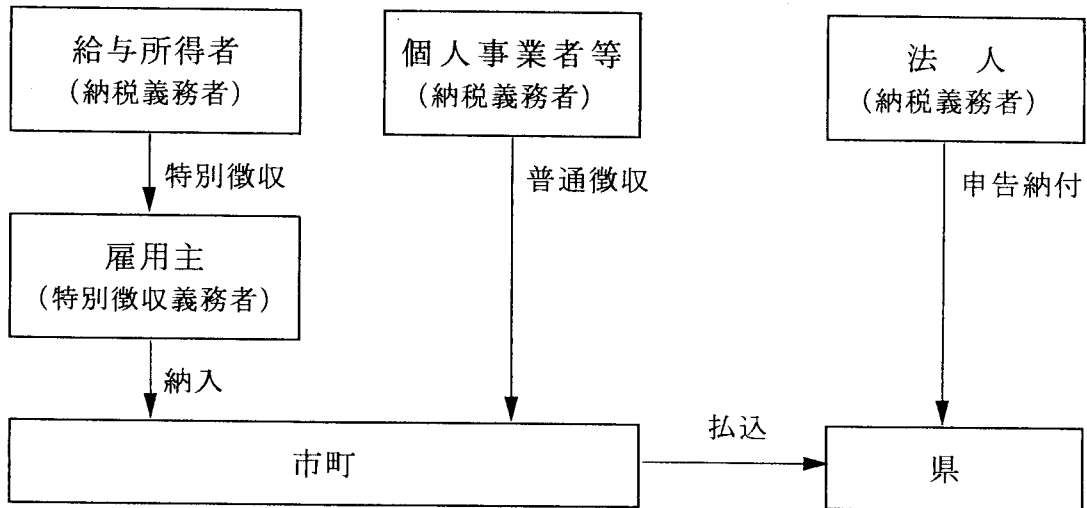 給与所得者
（納税義務者）
個人事業者等
（納税義務者）
法　人
（納税義務者）
特別徴収
普通徴収
申告納付
雇用主
（特別徴収義務者）
納入
市町
払込
県